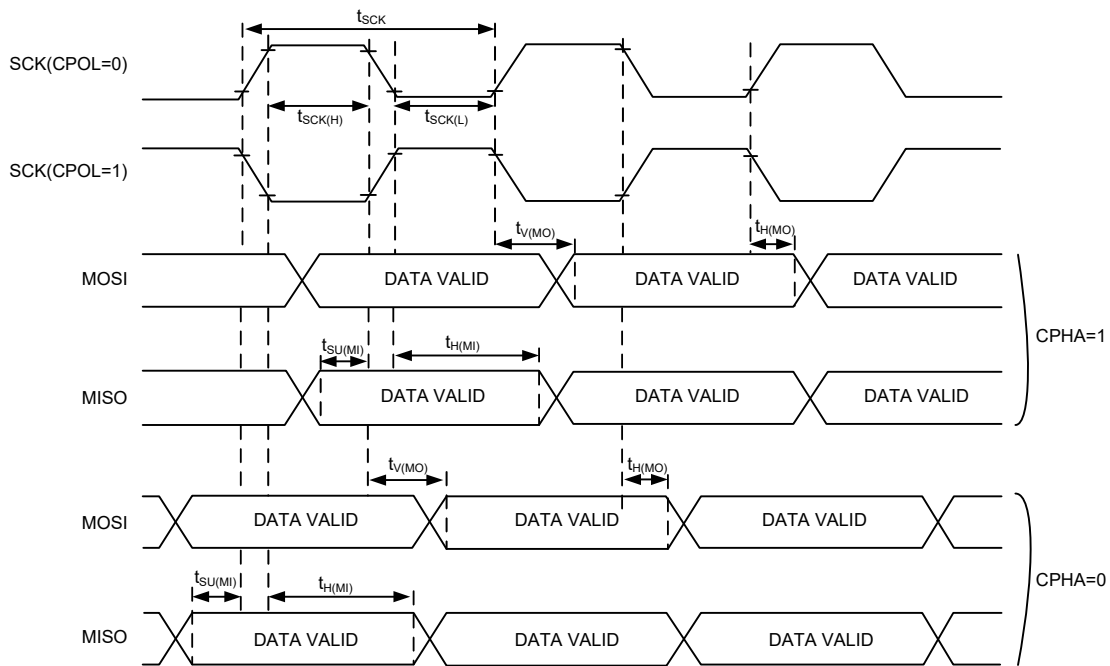 tSCK
SCK(CPOL=0)
tSCK(H)
tSCK(L)
SCK(CPOL=1)
tV(MO)
tH(MO)
MOSI
DATA VALID
DATA VALID
DATA VALID
CPHA=1
tSU(MI)
tH(MI)
MISO
DATA VALID
DATA VALID
DATA VALID
tV(MO)
tH(MO)
MOSI
DATA VALID
DATA VALID
DATA VALID
CPHA=0
tSU(MI)
tH(MI)
MISO
DATA VALID
DATA VALID
DATA VALID